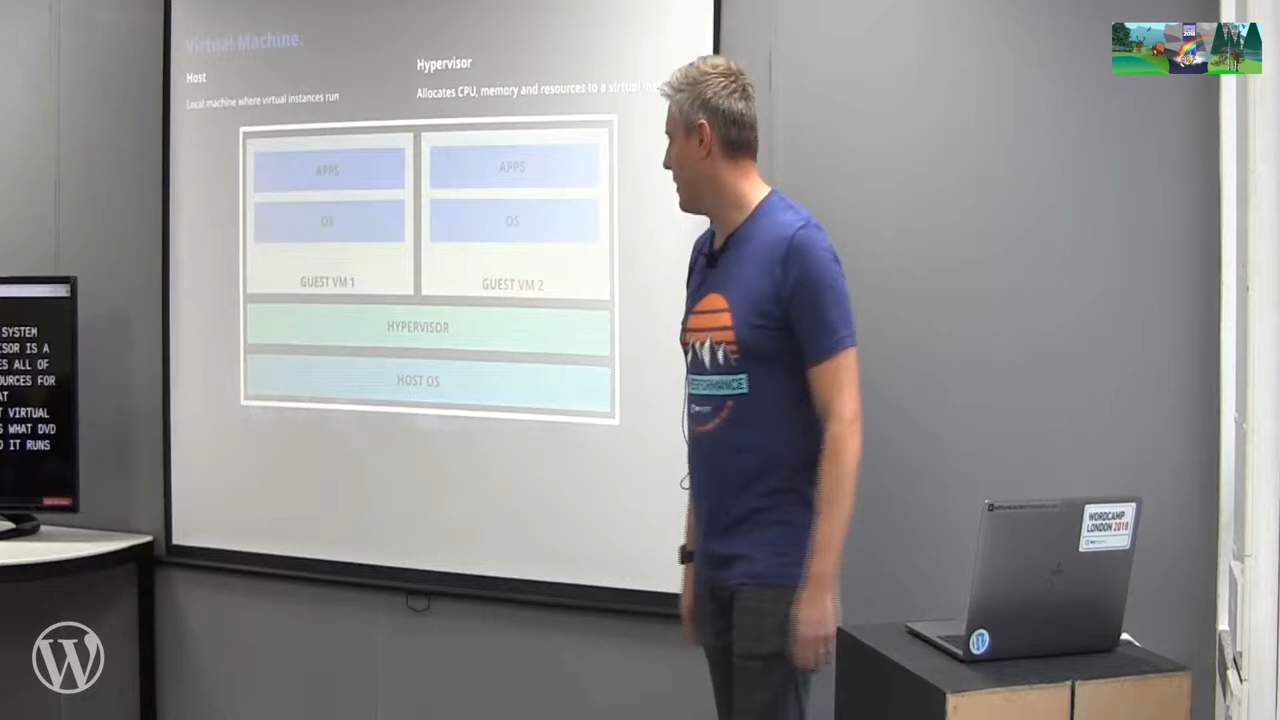 Virtual Machine.
Host
Local machine where virtual instances run
Hypervisor
Allocates CPU, memory and resources to a virtual
APPS
OS
GUEST VM 1
APPS
OS
GUEST VM 2
HYPERVISOR
HOST OS
SYSTEM
ISOR IS A
ES ALL OF
OURCES FOR
AT
T VIRTUAL
S WHAT DVD
O IT RUNS
WORDCAMP
LONDON 2018
2018